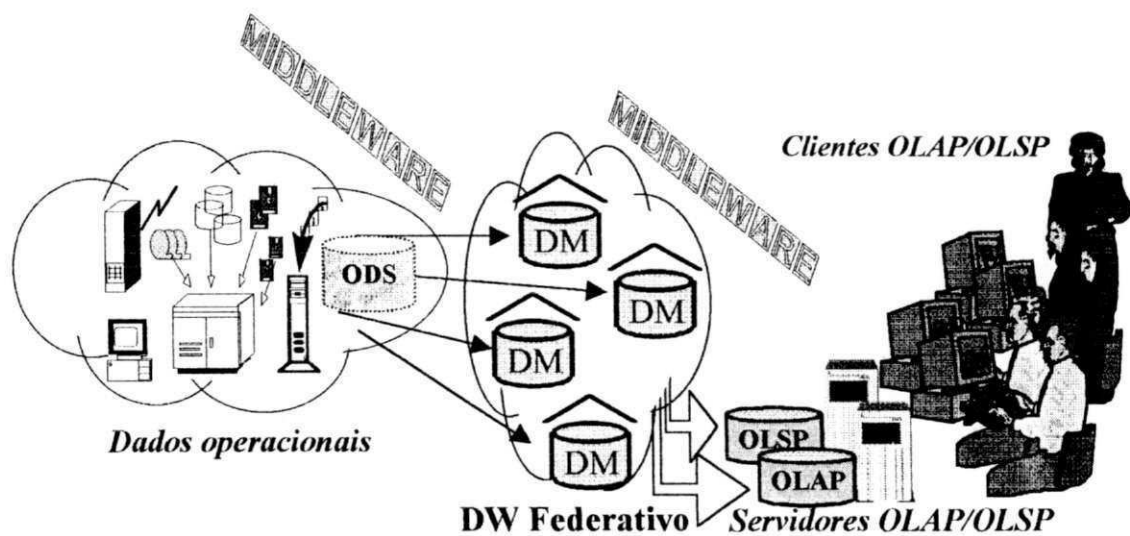 MIDDLEWARE
MIDDLEWARE
Clientes OLAP/OLSP
DM
ODS
DM
DM
DM
Dados operacionais
OLSP
OLAP
DW Federativo
Servidores OLAP/OLSP